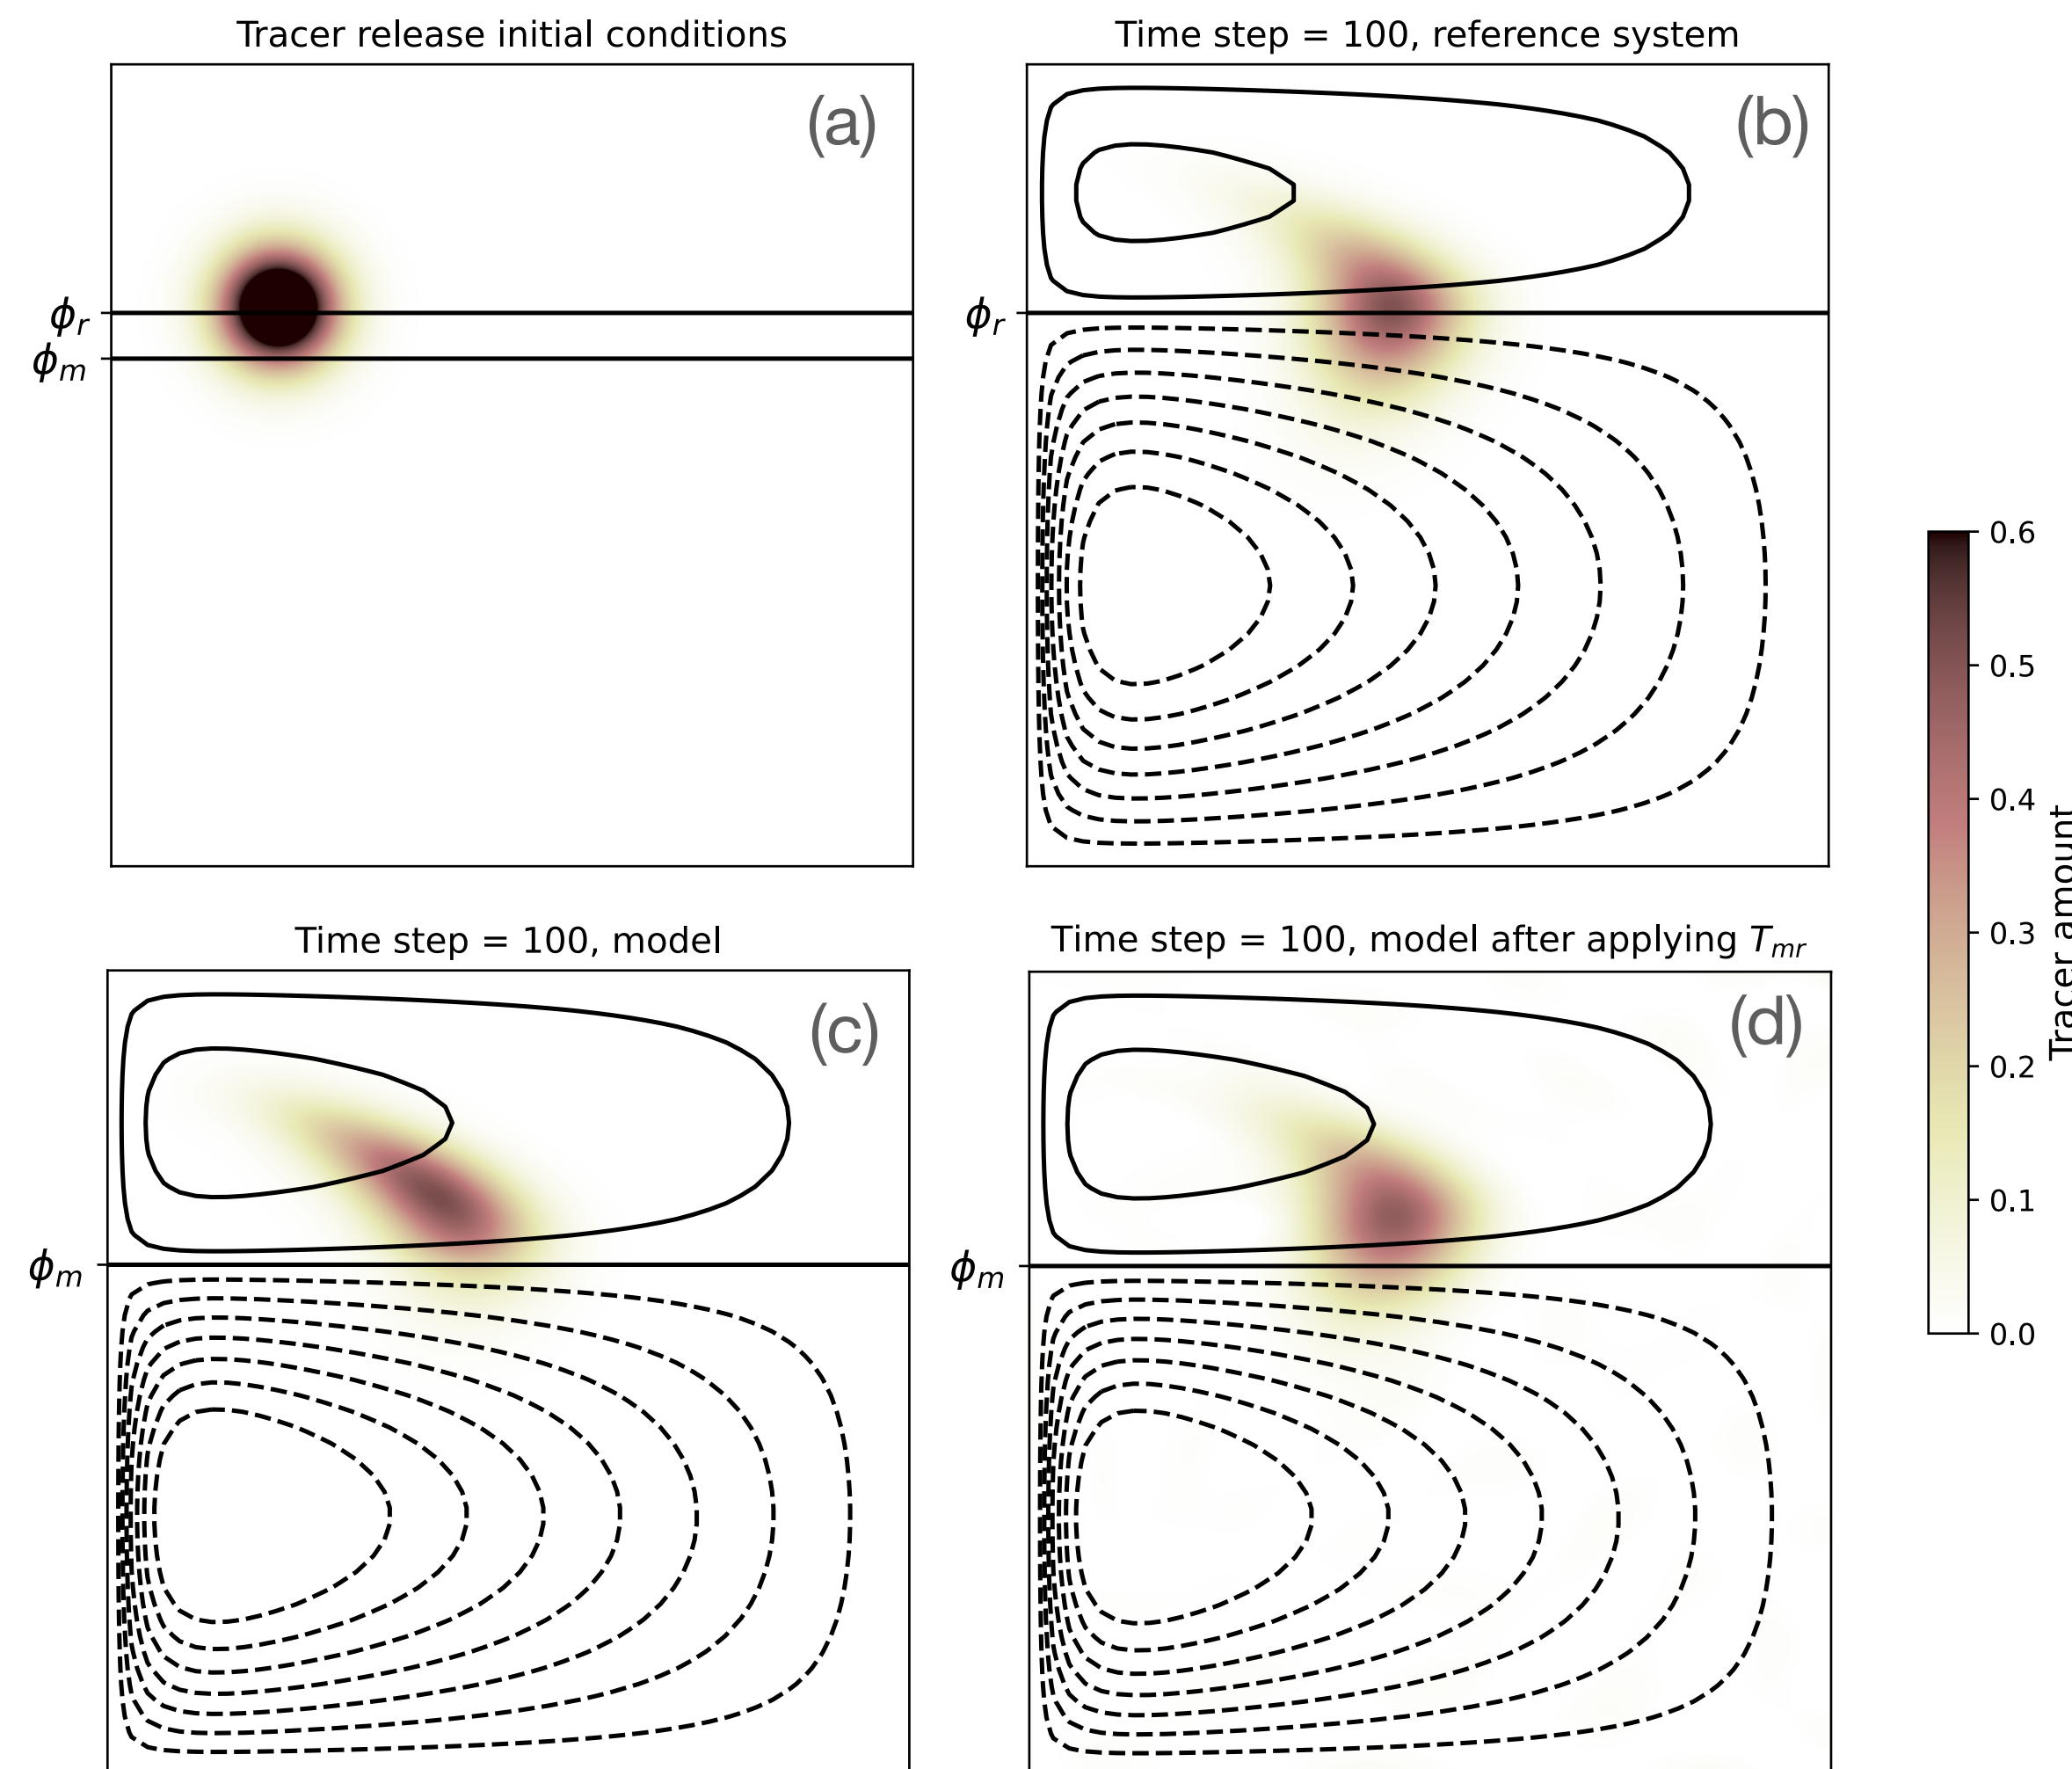 Tracer release initial conditions
(a)
ϕr
ϕm
Time step = 100, reference system
(b)
ϕr
Time step = 100, model
(c)
ϕm
Time step = 100, model after applying Tmr
(d)
ϕm
0.6
0.5
0.4
0.3
0.2
0.1
0.0
Tracer amount